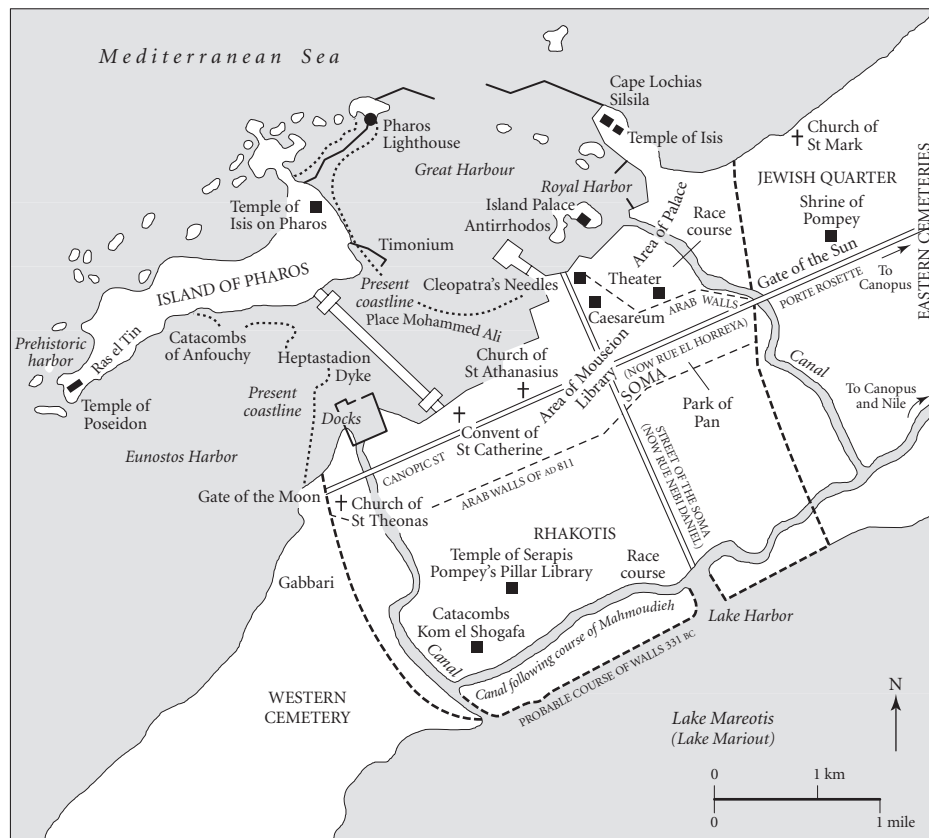 Mediterranean Sea
Cape Lochias
Silsila
Pharos
Lighthouse
Temple of Isis
Church of
St Mark
Great Harbour
Royal Harbor
JEWISH QUARTER
EASTERN CEMETERIES
Temple of
Isis on Pharos
Island Palace
Antirrhodos
Area of Palace
Race
course
Shrine of
Pompey
Timonium
Gate of the Sun
ISLAND OF PHAROS
Present
coastline
Cleopatra's Needles
Theater
PORTE ROSETTE
To
Canopus
Place Mohammed Ali
Caesareum
ARAB WALLS
Prehistoric
harbor
Ras el Tin
Catacombs
of Anfouchy
Heptastadion
Dyke
Church of
St Athanasius
Area of Mouseion
Library
(NOW RUE EL HORREYA)
SOMA
Canal
Temple of
Poseidon
Present
coastline
Docks
Park of
Pan
To Canopus
and Nile
Convent of
St Catherine
Eunostos Harbor
CANOPIC ST
ARAB WALLS OF AD 811
STREET OF THE SOMA
(NOW RUE NEBI DANIEL)
Gate of the Moon
Church of
St Theonas
RHAKOTIS
Temple of Serapis
Pompey's Pillar Library
Race
course
Gabbari
Catacombs
Kom el Shogafa
Lake Harbor
Canal
Canal following course of Mahmoudieh
PROBABLE COURSE OF WALLS 331 BC
WESTERN
CEMETERY
Lake Mareotis
(Lake Mariout)
N
0
1 km
0
1 mile